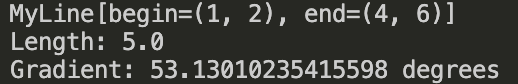 MyLine[begin=(1, 2), end=(4, 6)]
Length: 5.0
Gradient: 53.13010235415598 degrees